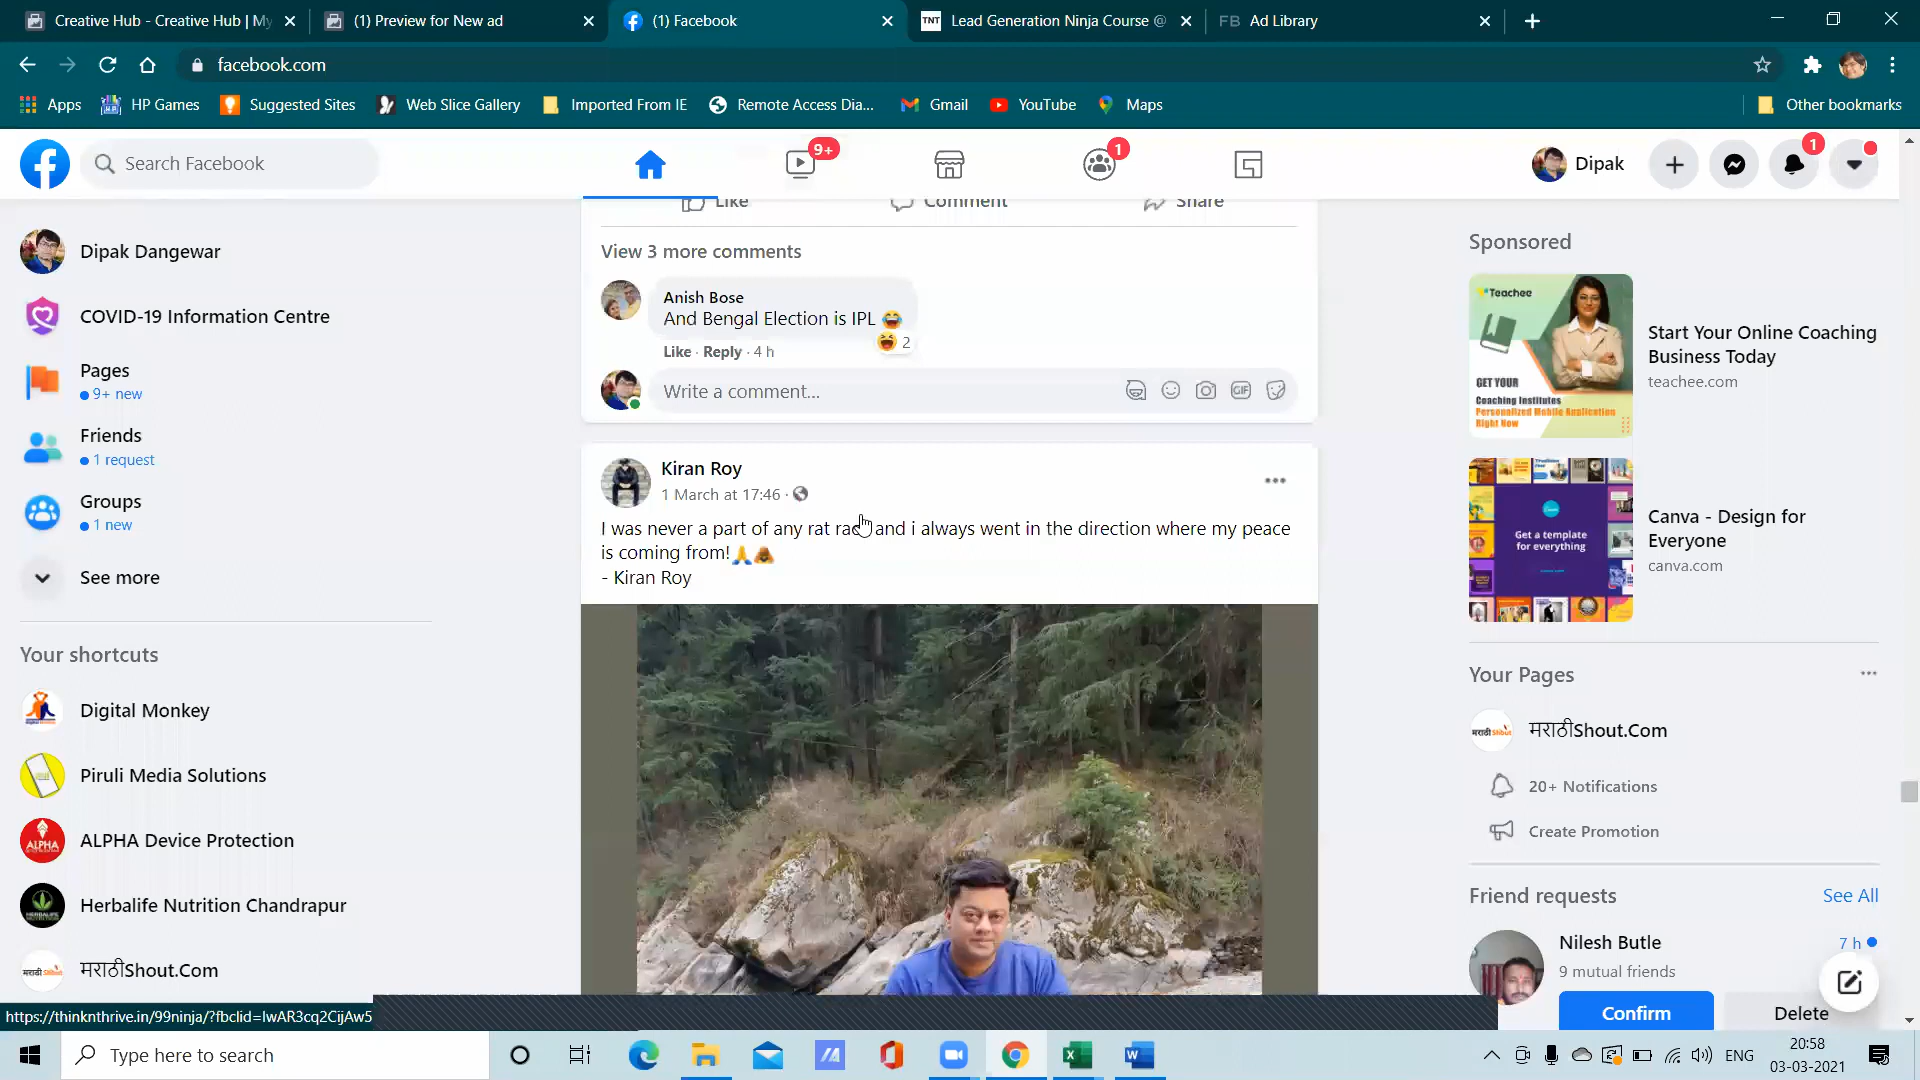 Creative Hub - Creative Hub | My
(1) Preview for New ad
(1) Facebook
TNT Lead Generation Ninja Course @
FB Ad Library
facebook.com
Apps
HP Games
Suggested Sites
Web Slice Gallery
Imported From IE
Remote Access Dia...
Gmail
YouTube
Maps
Other bookmarks
Search Facebook
9+
1
Dipak
1
Dipak Dangewar
COVID-19 Information Centre
Pages
9+ new
Friends
1 request
Groups
1 new
See more
Your shortcuts
Digital Monkey
Piruli Media Solutions
ALPHA
ALPHA Device Protection
Herbalife Nutrition Chandrapur
मराठीShout.Com
Like
Comment
Share
View 3 more comments
Anish Bose
And Bengal Election is IPL 😂
2
Like · Reply · 4 h
Write a comment...
GIF
Kiran Roy
1 March at 17:46 ·
I was never a part of any rat race and i always went in the direction where my peace
is coming from!🙏🙈
- Kiran Roy
Sponsored
Teachee
GET YOUR
Coaching Institutes
Personalized Mobile Application
Right Now
Start Your Online Coaching
Business Today
teachee.com
Get a template
for everything
Canva - Design for
Everyone
canva.com
Your Pages
मराठीShout.Com
20+ Notifications
Create Promotion
Friend requests
See All
Nilesh Butle
7 h
9 mutual friends
Confirm
Delete
https://thinknthrive.in/99ninja/?fbclid=IwAR3cq2CijAw5
Type here to search
ENG
20:58
03-03-2021